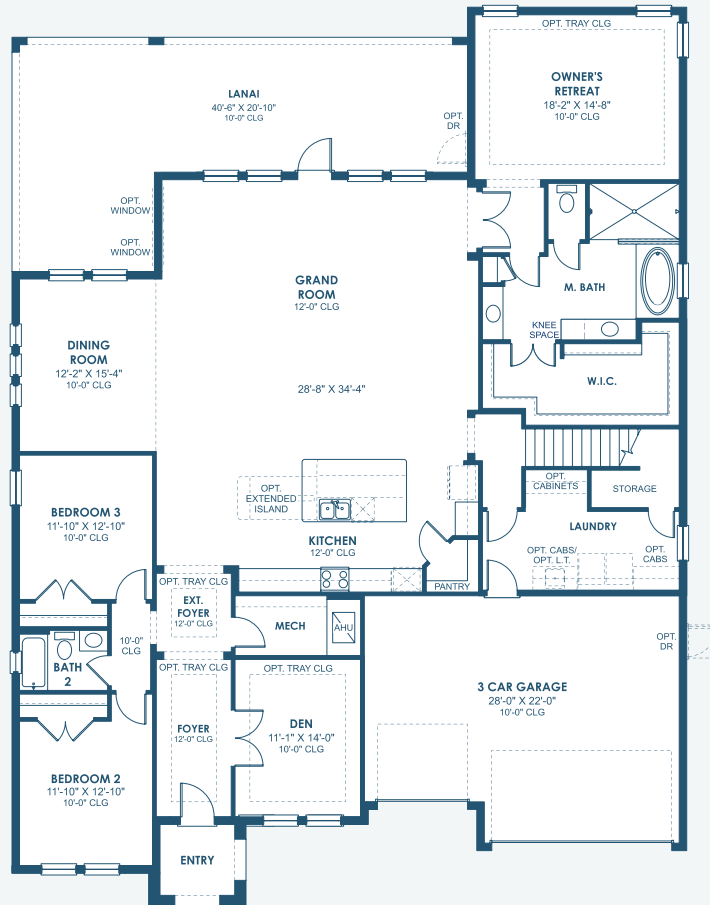 OPT. TRAY CLG
OWNER'S
RETREAT
18'-2" X 14'-8"
10'-0" CLG
LANAI
40'-6" X 20'-10"
10'-0" CLG
OPT.
DR
OPT.
WINDOW
OPT.
WINDOW
GRAND
ROOM
12'-0" CLG
28'-8" X 34'-4"
M. BATH
KNEE
SPACE
W.I.C.
DINING
ROOM
12'-2" X 15'-4"
10'-0" CLG
OPT.
CABINETS
STORAGE
LAUNDRY
OPT. CABS/
OPT. L.T.
OPT.
CABS
OPT.
EXTENDED
ISLAND
KITCHEN
12'-0" CLG
PANTRY
BEDROOM 3
11'-10" X 12'-10"
10'-0" CLG
OPT. TRAY CLG
EXT.
FOYER
12'-0" CLG
MECH
AHU
10'-0"
CLG
BATH
2
OPT. TRAY CLG
FOYER
12'-0" CLG
OPT. TRAY CLG
DEN
11'-1" X 14'-0"
10'-0" CLG
3 CAR GARAGE
28'-0" X 22'-0"
10'-0" CLG
OPT.
DR
BEDROOM 2
11'-10" X 12'-10"
10'-0" CLG
ENTRY